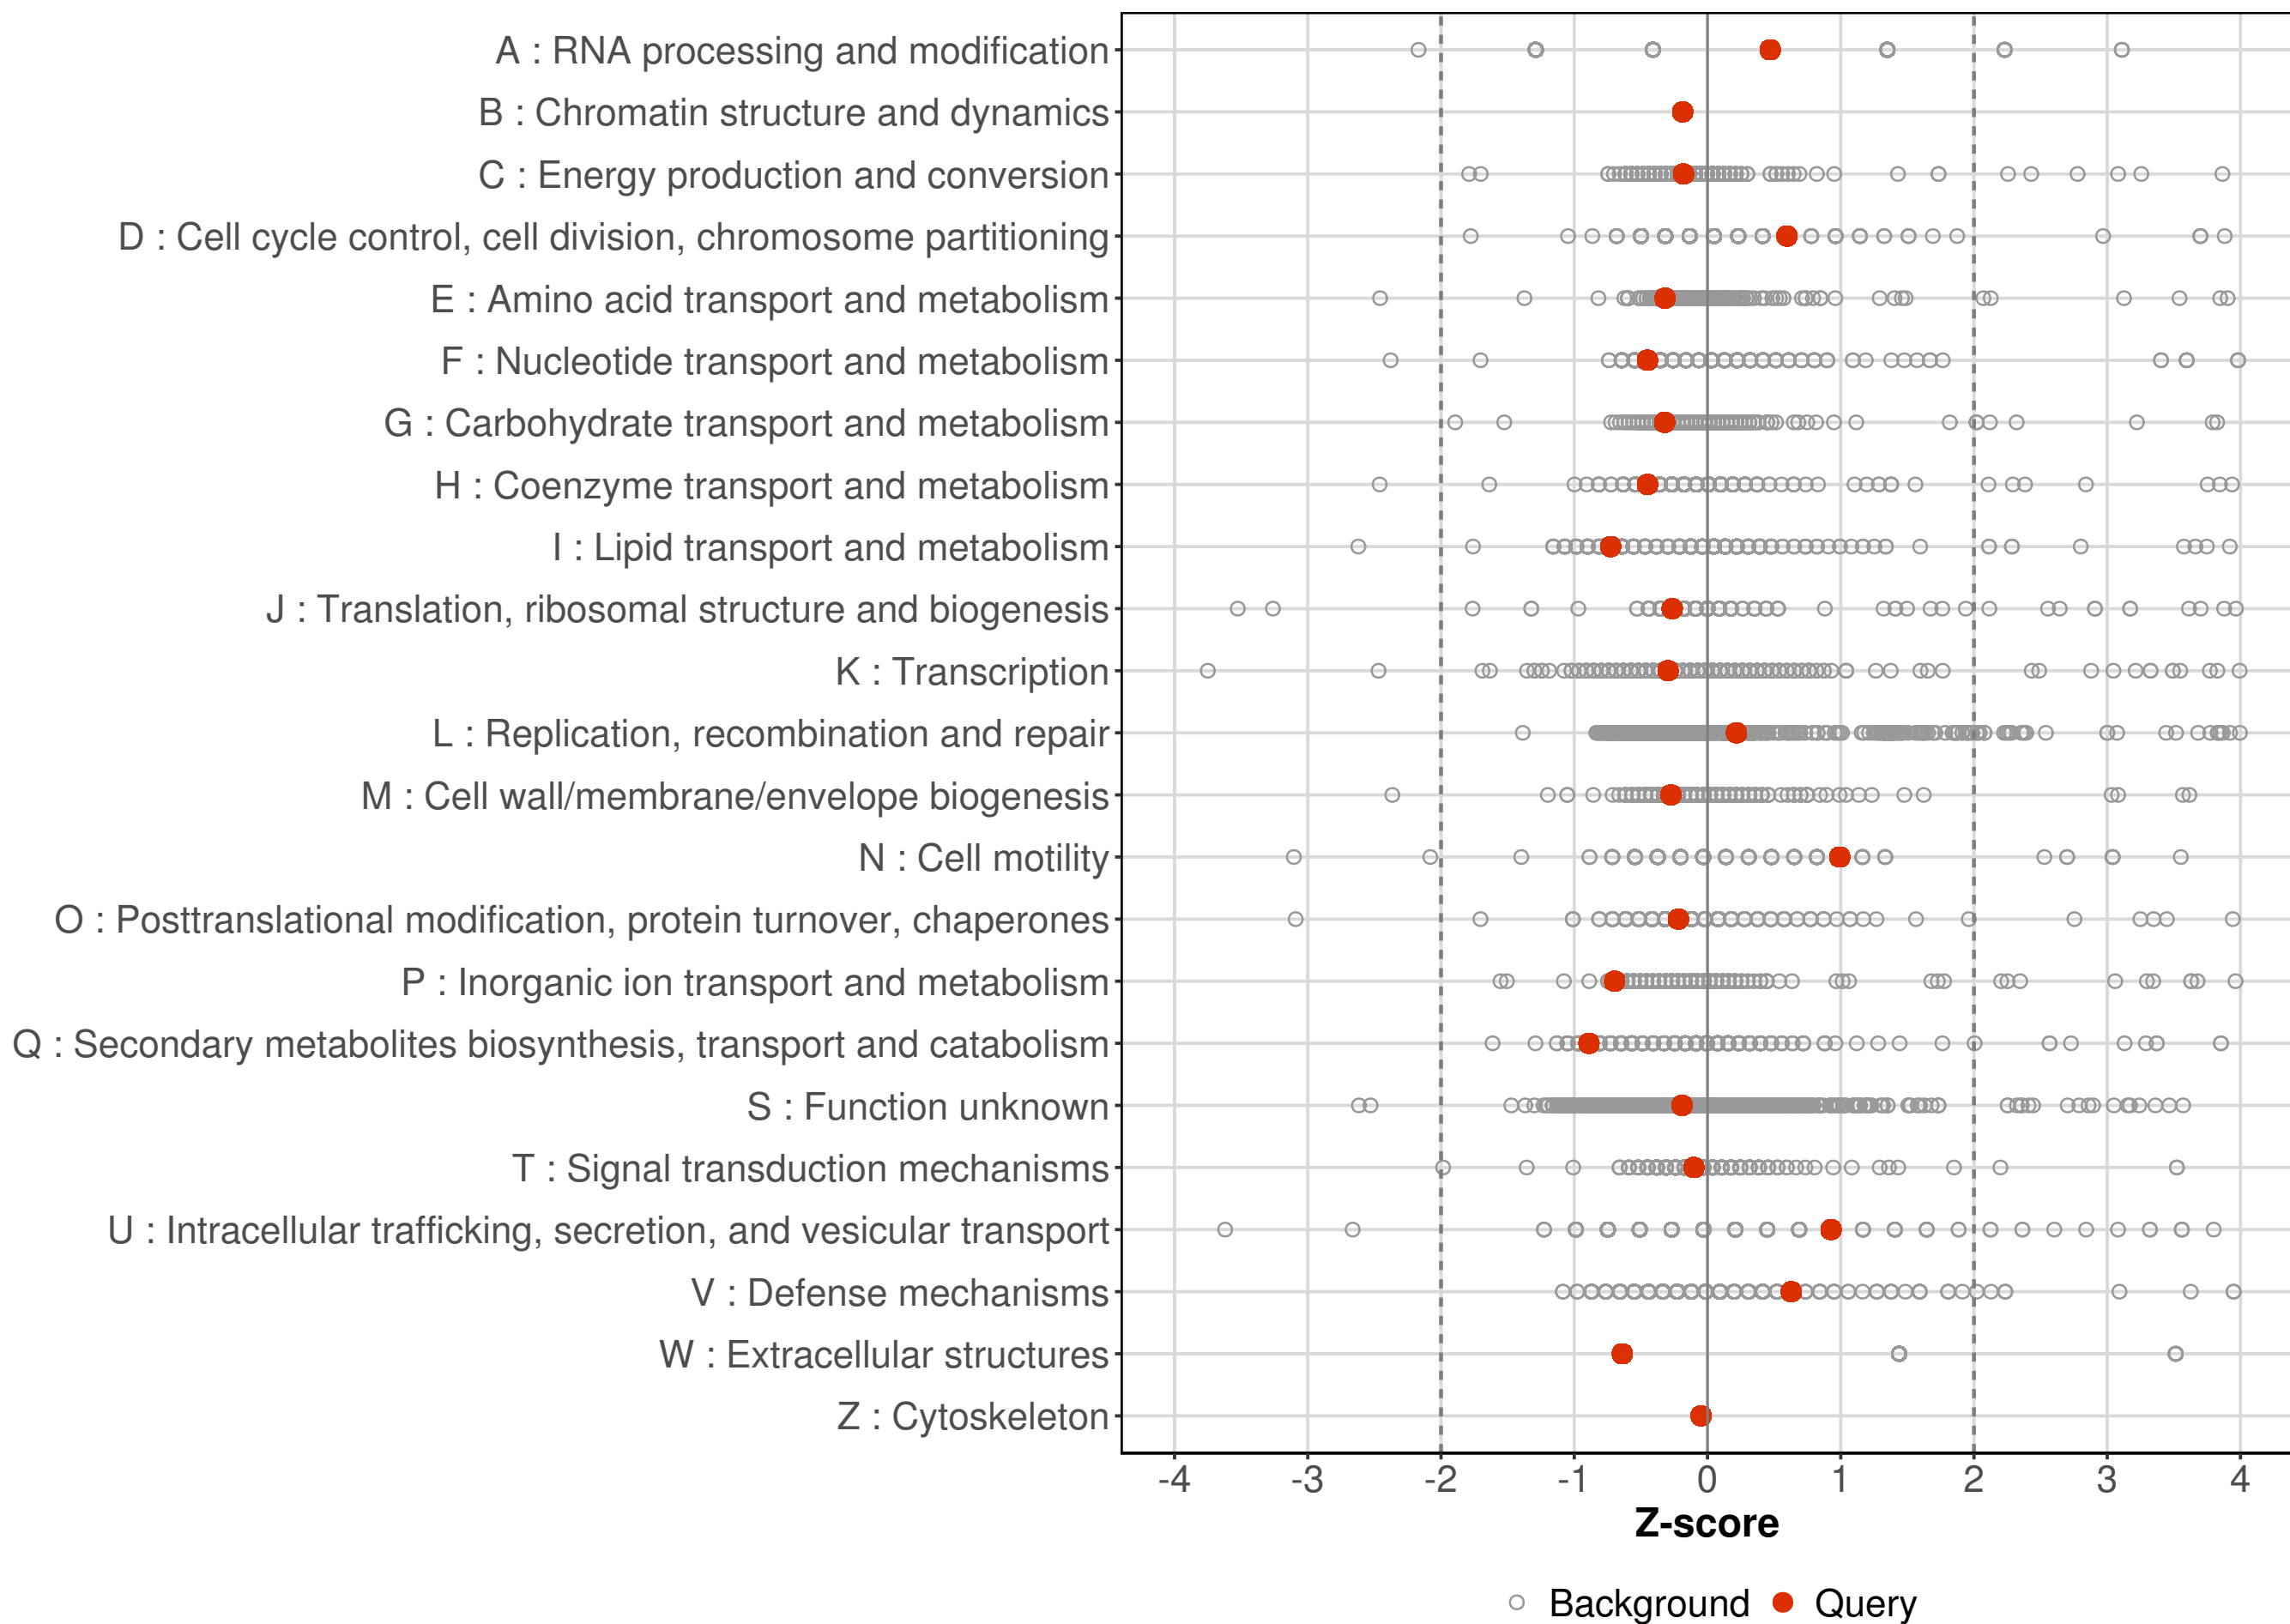 A : RNA processing and modification
B : Chromatin structure and dynamics
C : Energy production and conversion
D : Cell cycle control, cell division, chromosome partitioning
E : Amino acid transport and metabolism
F : Nucleotide transport and metabolism
G : Carbohydrate transport and metabolism
H : Coenzyme transport and metabolism
I : Lipid transport and metabolism
J : Translation, ribosomal structure and biogenesis
K : Transcription
L : Replication, recombination and repair
M : Cell wall/membrane/envelope biogenesis
N : Cell motility
O : Posttranslational modification, protein turnover, chaperones
P : Inorganic ion transport and metabolism
Q : Secondary metabolites biosynthesis, transport and catabolism
S : Function unknown
T : Signal transduction mechanisms
U : Intracellular trafficking, secretion, and vesicular transport
V : Defense mechanisms
W : Extracellular structures
Z : Cytoskeleton
-4 -3 -2 -1 0 1 2 3 4
Z-score
Background Query